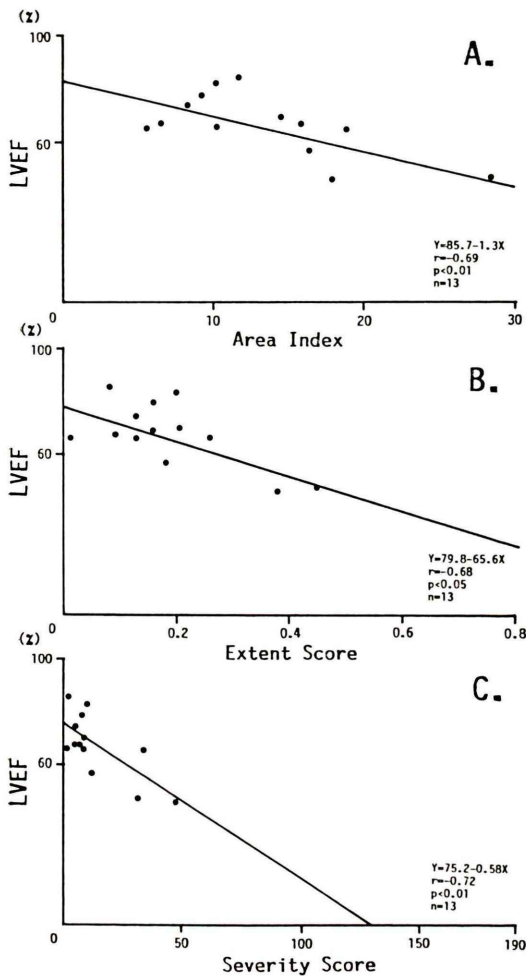 (%)
100
A.
LVEF
60
Y=85.7-1.3X
r=-0.69
p<0.01
n=13
0
10
20
30
Area Index
(%)
100
B.
LVEF
60
Y=79.8-65.6X
r=-0.68
p<0.05
n=13
0
0.2
0.4
0.6
0.8
Extent Score
(%)
100
C.
LVEF
60
Y=75.2-0.58X
r=-0.72
p<0.01
n=13
0
50
100
150
190
Severity Score